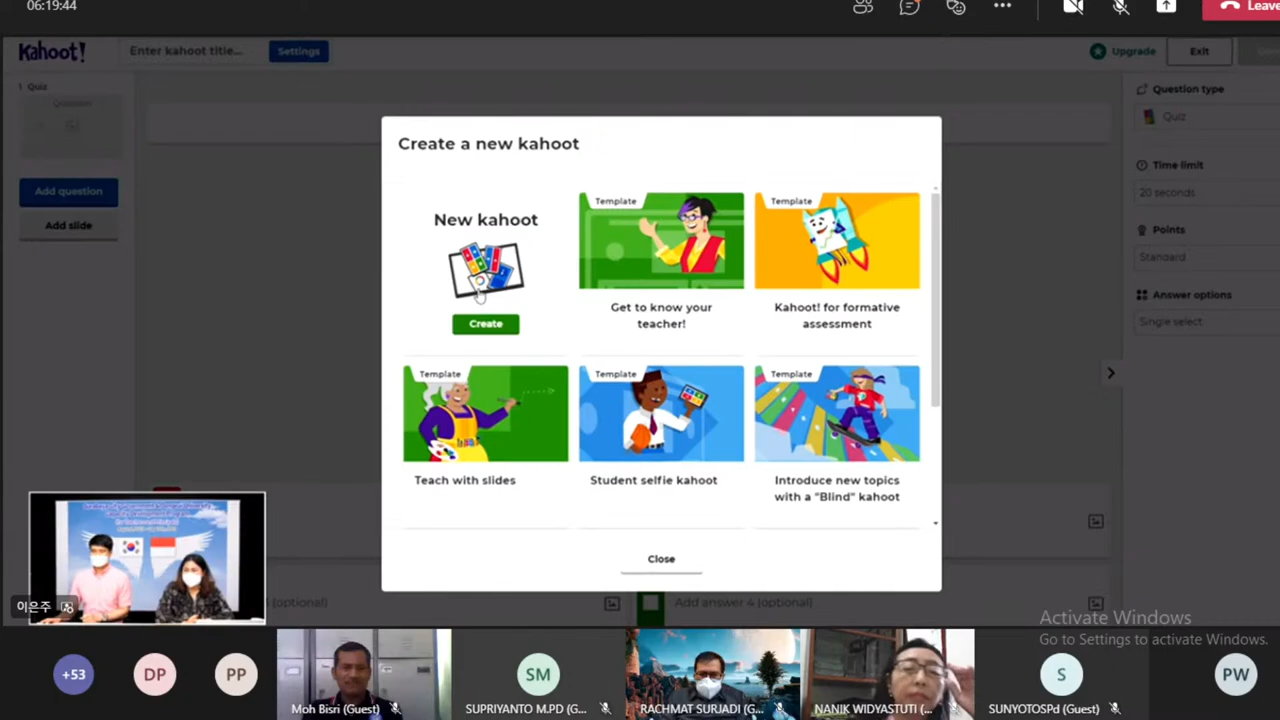 06:19:44
Leave
Kahoot!
Enter kahoot title...
Settings
Upgrade
Exit
Quiz
Question
Add question
Add slide
Create a new kahoot
New kahoot
Create
Template
Get to know your
teacher!
Template
Kahoot! for formative
assessment
Template
Teach with slides
Template
Student selfie kahoot
Template
Introduce new topics
with a "Blind" kahoot
Close
Question type
Quiz
Time limit
20 seconds
Points
Standard
Answer options
Single select
(optional)
Add answer 4 (optional)
이은주
Activate Windows
Go to Settings to activate Windows.
+53
DP
PP
Moh Bisri (Guest)
SM
SUPRIYANTO M.PD (G...
RACHMAT SURJADI (G...
NANIK WIDYASTUTI (...
S
SUNYOTOSPd (Guest)
PW